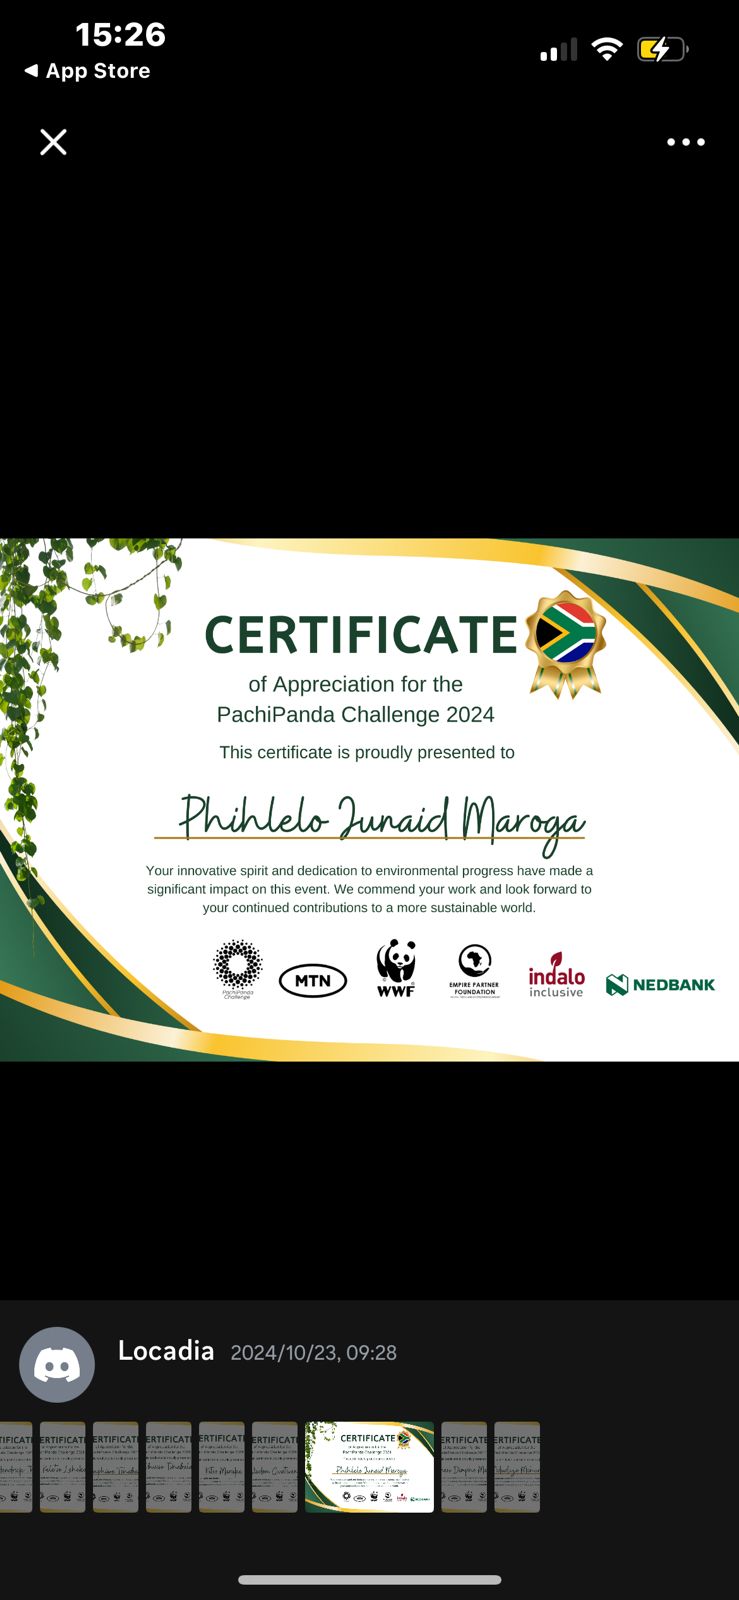 15:26
◀ App Store
CERTIFICATE
of Appreciation for the
PachiPanda Challenge 2024
This certificate is proudly presented to
Phihlelo Junaid Maroga
Your innovative spirit and dedication to environmental progress have made a
significant impact on this event. We commend your work and look forward to
your continued contributions to a more sustainable world.
PachiPanda
Challenge
MTN
WWF
EMPIRE PARTNER
FOUNDATION
indalo
inclusive
NEDBANK
Locadia 2024/10/23, 09:28